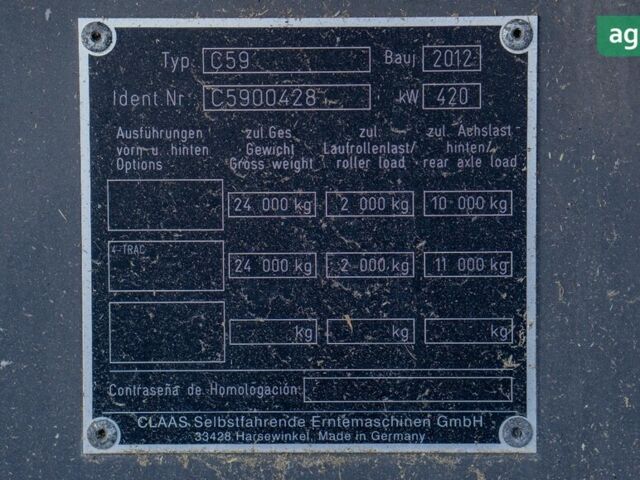 ag
Typ C59 Bauj 2012
Ident.Nr. C5900428 kW 420
Ausführungen zul.Ges. zul. zul. Achslast
vorn u. hinten Gewicht Laufrollenlast/ hinten/
Options Gross weight roller load rear axle load
24 000 kg 2 000 kg 10 000 kg
4-TRAC
24 000 kg 2 000 kg 11 000 kg
kg kg kg
Contraseña de Homologación
CLAAS Selbstfahrende Erntemaschinen GmbH
33428 Harsewinkel, Made in Germany